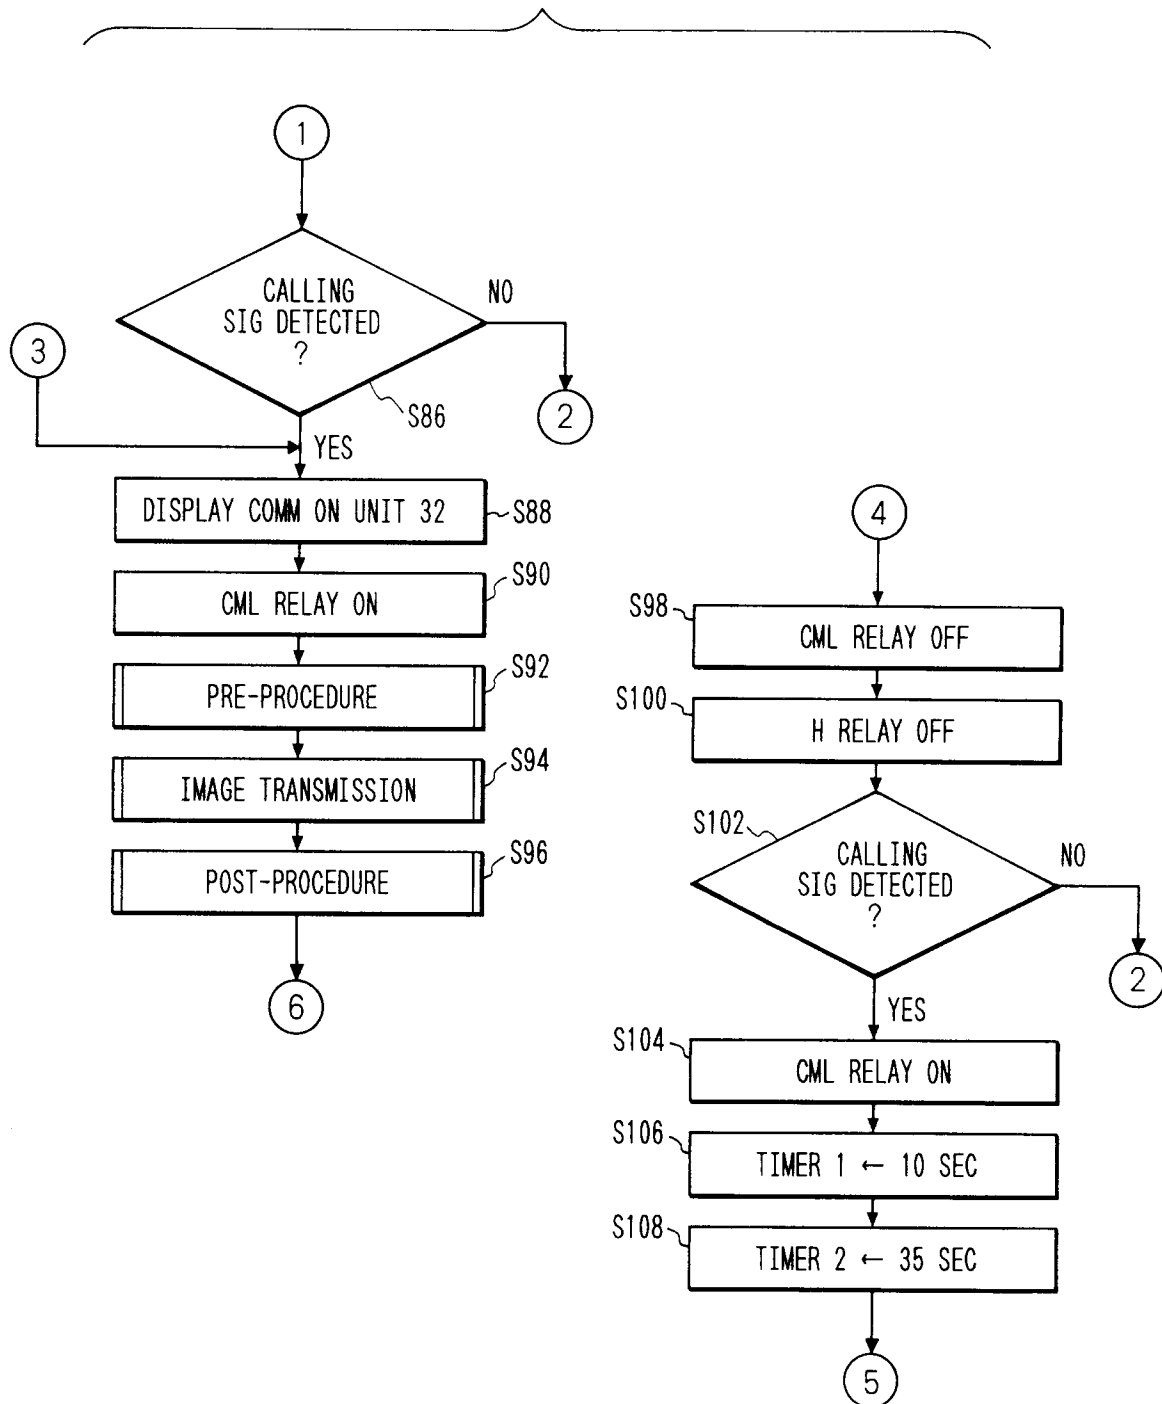 1
CALLING
SIG DETECTED
?
NO
S86
2
3
YES
DISPLAY COMM ON UNIT 32
S88
CML RELAY ON
S90
PRE-PROCEDURE
S92
IMAGE TRANSMISSION
S94
POST-PROCEDURE
S96
6
4
S98
CML RELAY OFF
S100
H RELAY OFF
S102
CALLING
SIG DETECTED
?
NO
2
YES
S104
CML RELAY ON
S106
TIMER 1 ← 10 SEC
S108
TIMER 2 ← 35 SEC
5